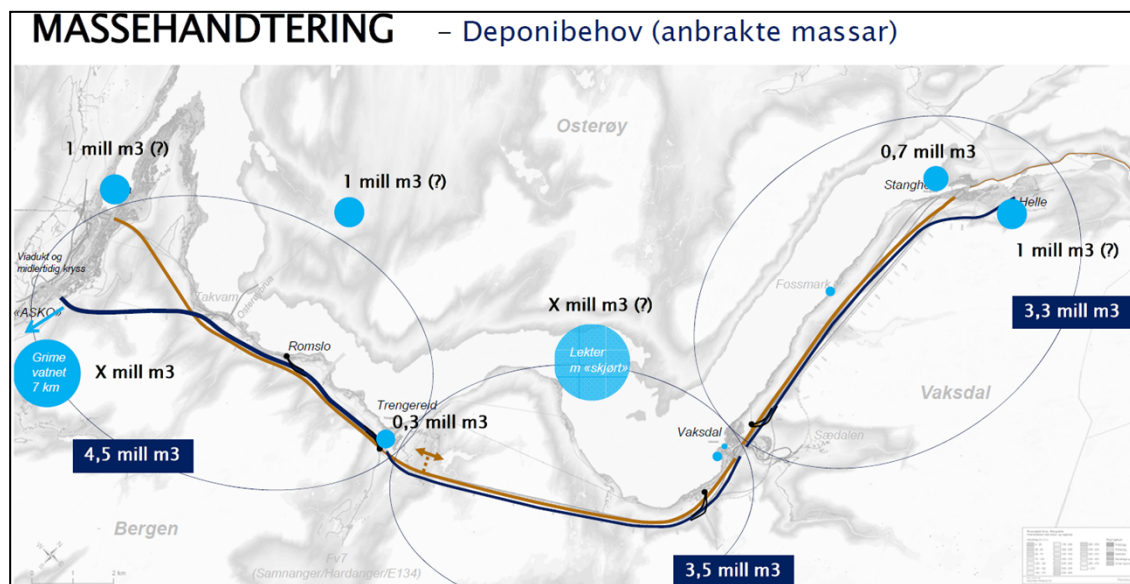 MASSEHANDTERING – Deponibehov (anbrakte massar)
Osterøy
1 mill m3 (?)
1 mill m3 (?)
0,7 mill m3
Helle
1 mill m3 (?)
Viadukt og
midlertidig kryss
Takvam
Fossmark
«ASKO»
X mill m3 (?)
3,3 mill m3
Grime
vatnet
7 km
X mill m3
Romslo
Lekter
m «skjørt»
Trengereid
0,3 mill m3
Vaksdal
Vaksdal
Sædalen
4,5 mill m3
Bergen
Fv7
(Samnanger/Hardanger/E134)
3,5 mill m3
2 km